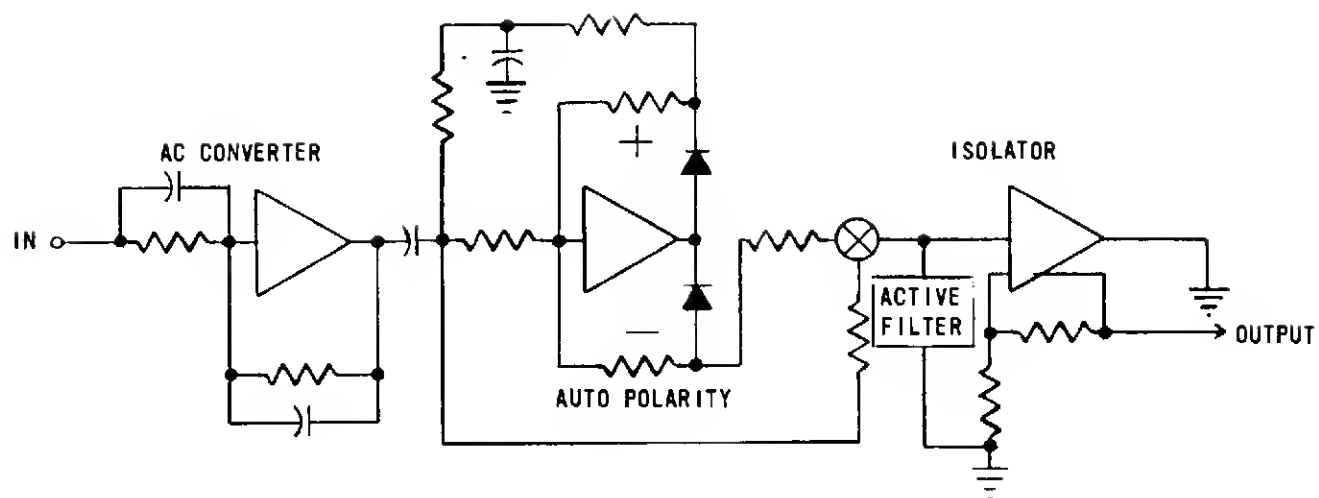 AC CONVERTER
IN
+
−
AUTO POLARITY
ISOLATOR
ACTIVE
FILTER
OUTPUT